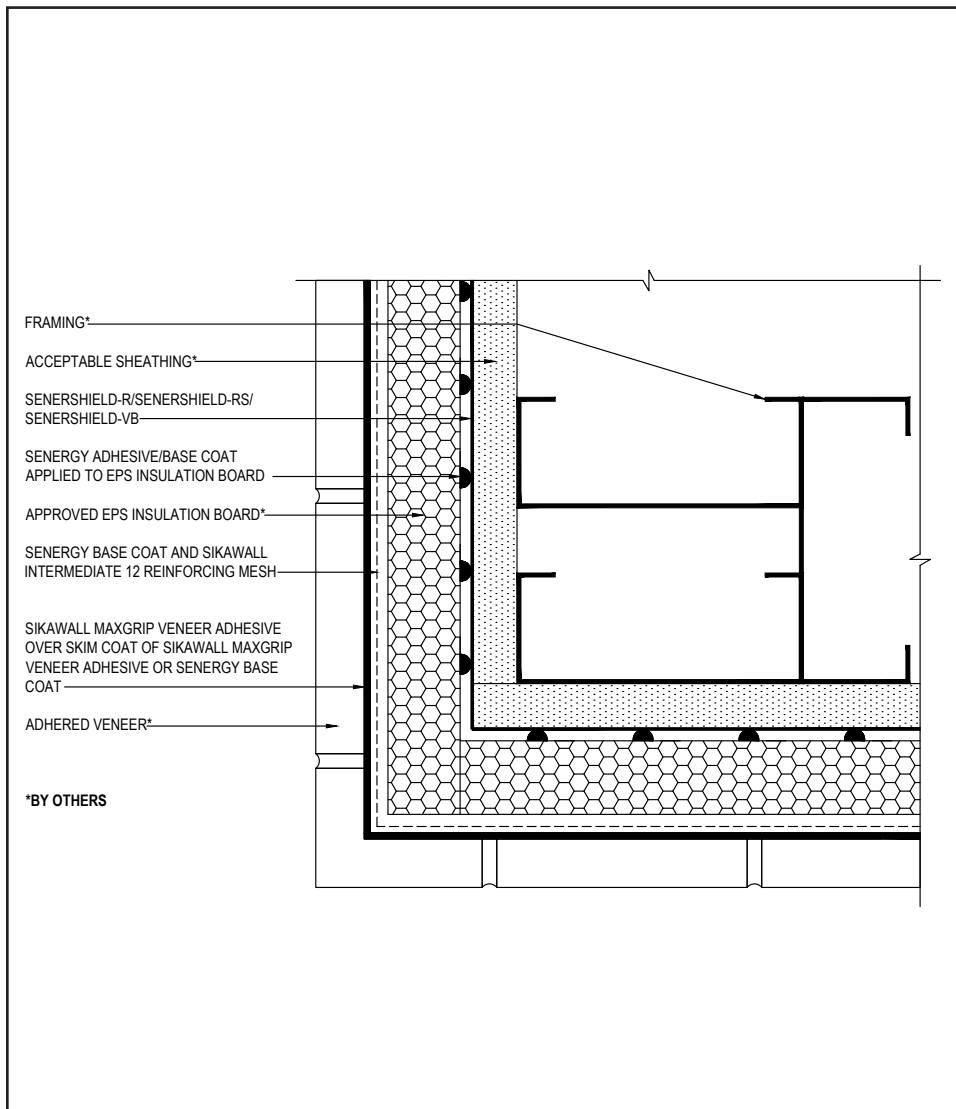 FRAMING*
ACCEPTABLE SHEATHING*
SENERSHIELD-R/SENERSHIELD-RS/
SENERSHIELD-VB
SENERGY ADHESIVE/BASE COAT
APPLIED TO EPS INSULATION BOARD
APPROVED EPS INSULATION BOARD*
SENERGY BASE COAT AND SIKAWALL
INTERMEDIATE 12 REINFORCING MESH
SIKAWALL MAXGRIP VENEER ADHESIVE
OVER SKIM COAT OF SIKAWALL MAXGRIP
VENEER ADHESIVE OR SENERGY BASE
COAT
ADHERED VENEER*
*BY OTHERS